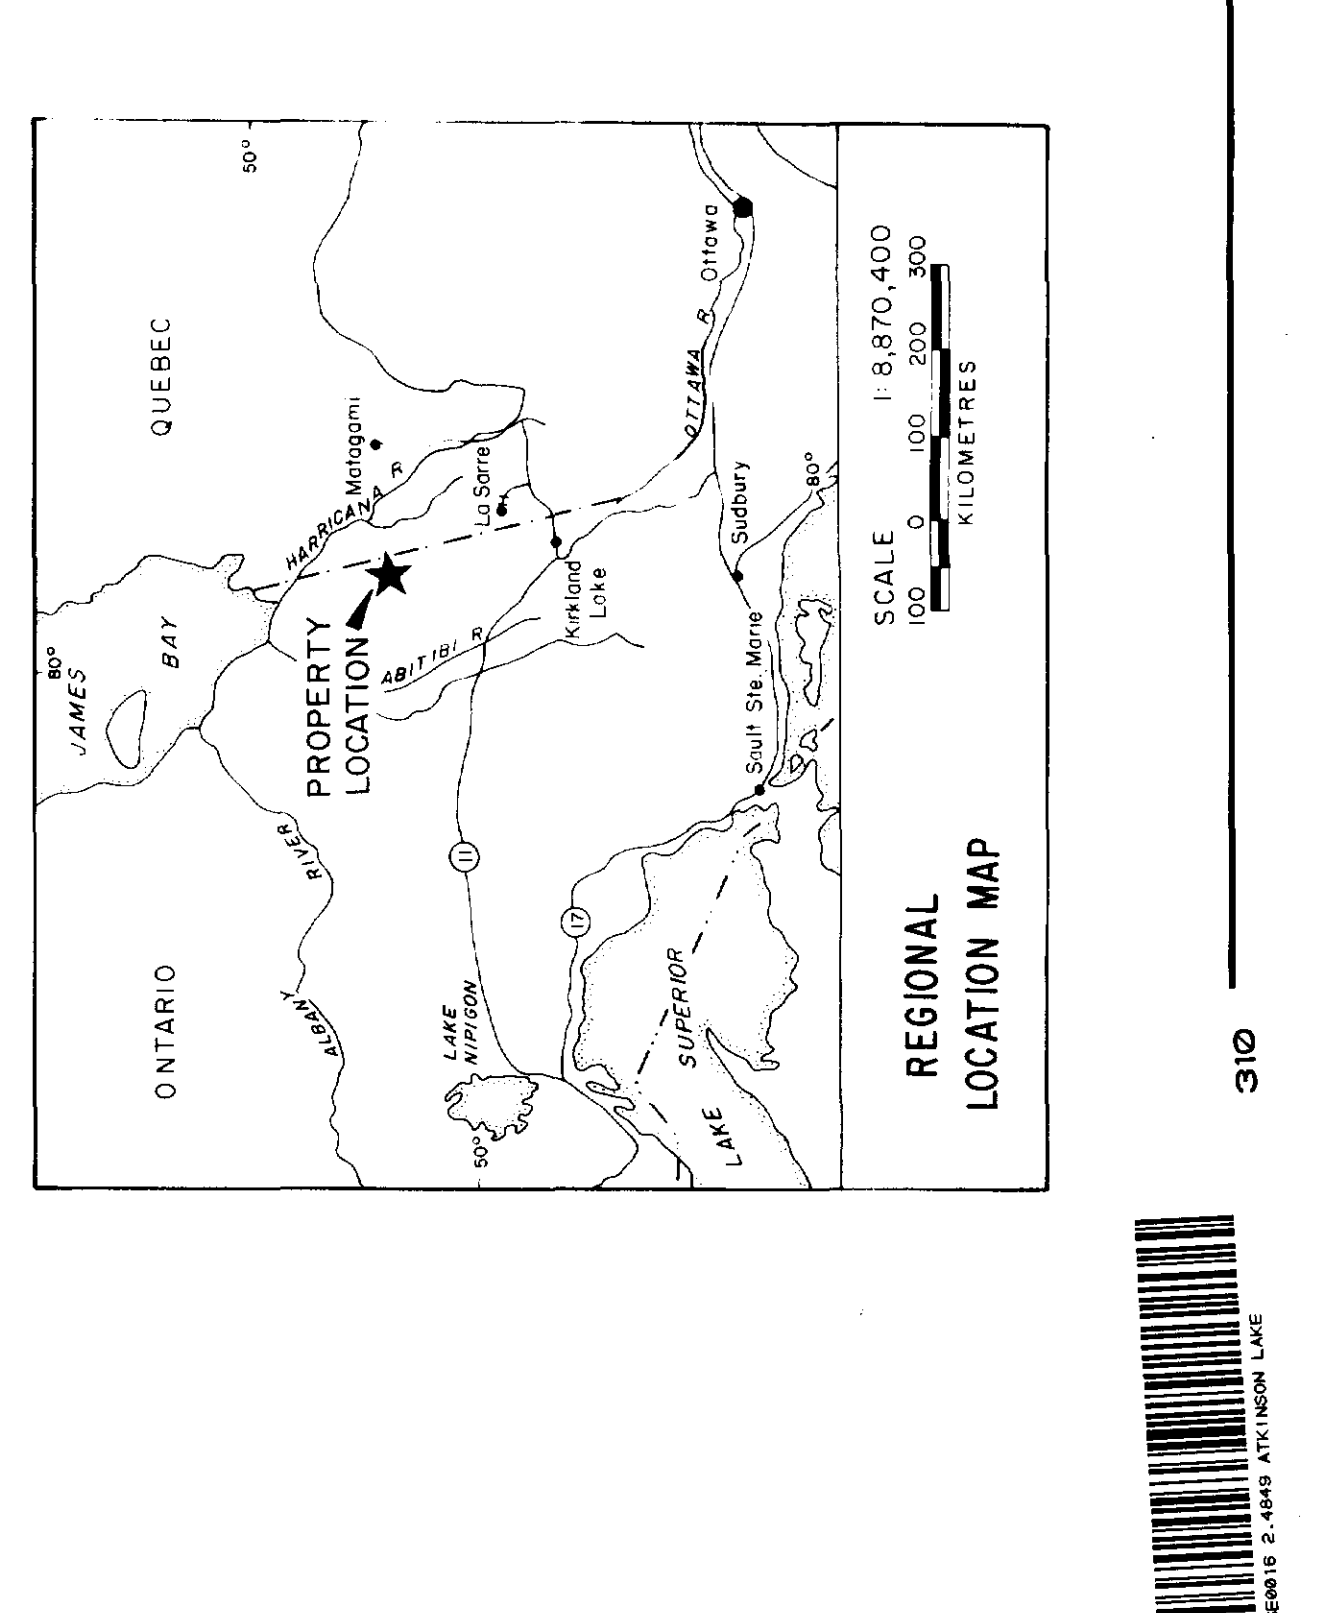 JAMES
BAY
80°
ONTARIO
QUEBEC
50°
ALBANY
RIVER
HARRICANA R
Matagami
PROPERTY
LOCATION
ABITIBI R
La Sarre
Kirkland
Lake
11
LAKE
NIPIGON
50°
17
LAKE SUPERIOR
Sault Ste. Marie
Sudbury
80°
OTTAWA R
Ottawa
REGIONAL
LOCATION MAP
SCALE 1:8,870,400
100 0 100 200 300
KILOMETRES
310
E0016 2.4849 ATKINSON LAKE